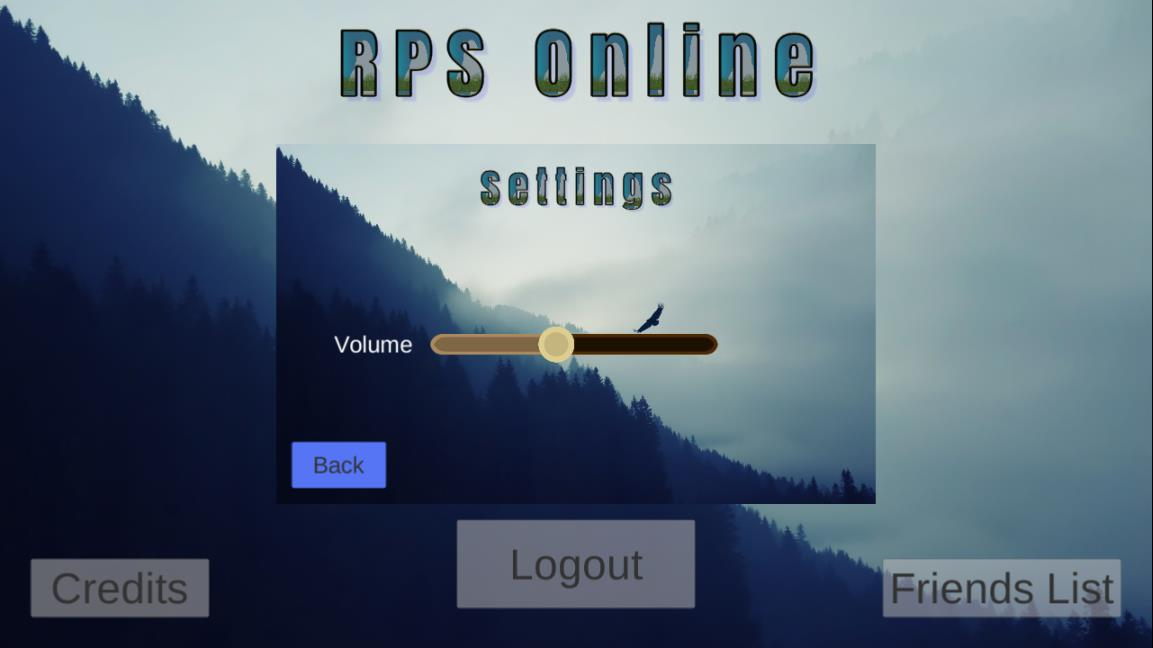 RPS Online
Settings
Volume
Back
Logout
Credits
Friends List